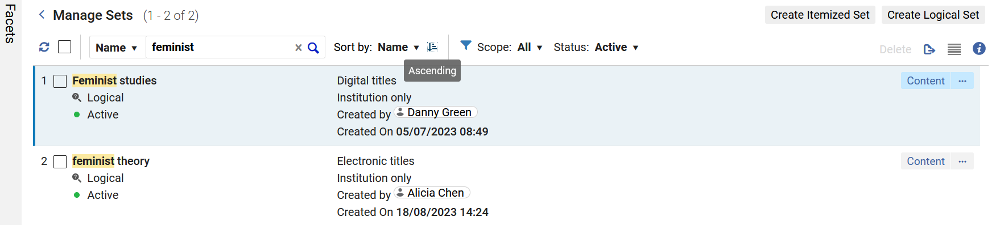 Facets
Manage Sets (1 - 2 of 2)
Create Itemized Set Create Logical Set
Name feminist Sort by: Name Scope: All Status: Active Delete
Ascending
1 Feminist studies Digital titles Content
Logical Institution only
Active Created by Danny Green
Created On 05/07/2023 08:49
2 feminist theory Electronic titles Content
Logical Institution only
Active Created by Alicia Chen
Created On 18/08/2023 14:24